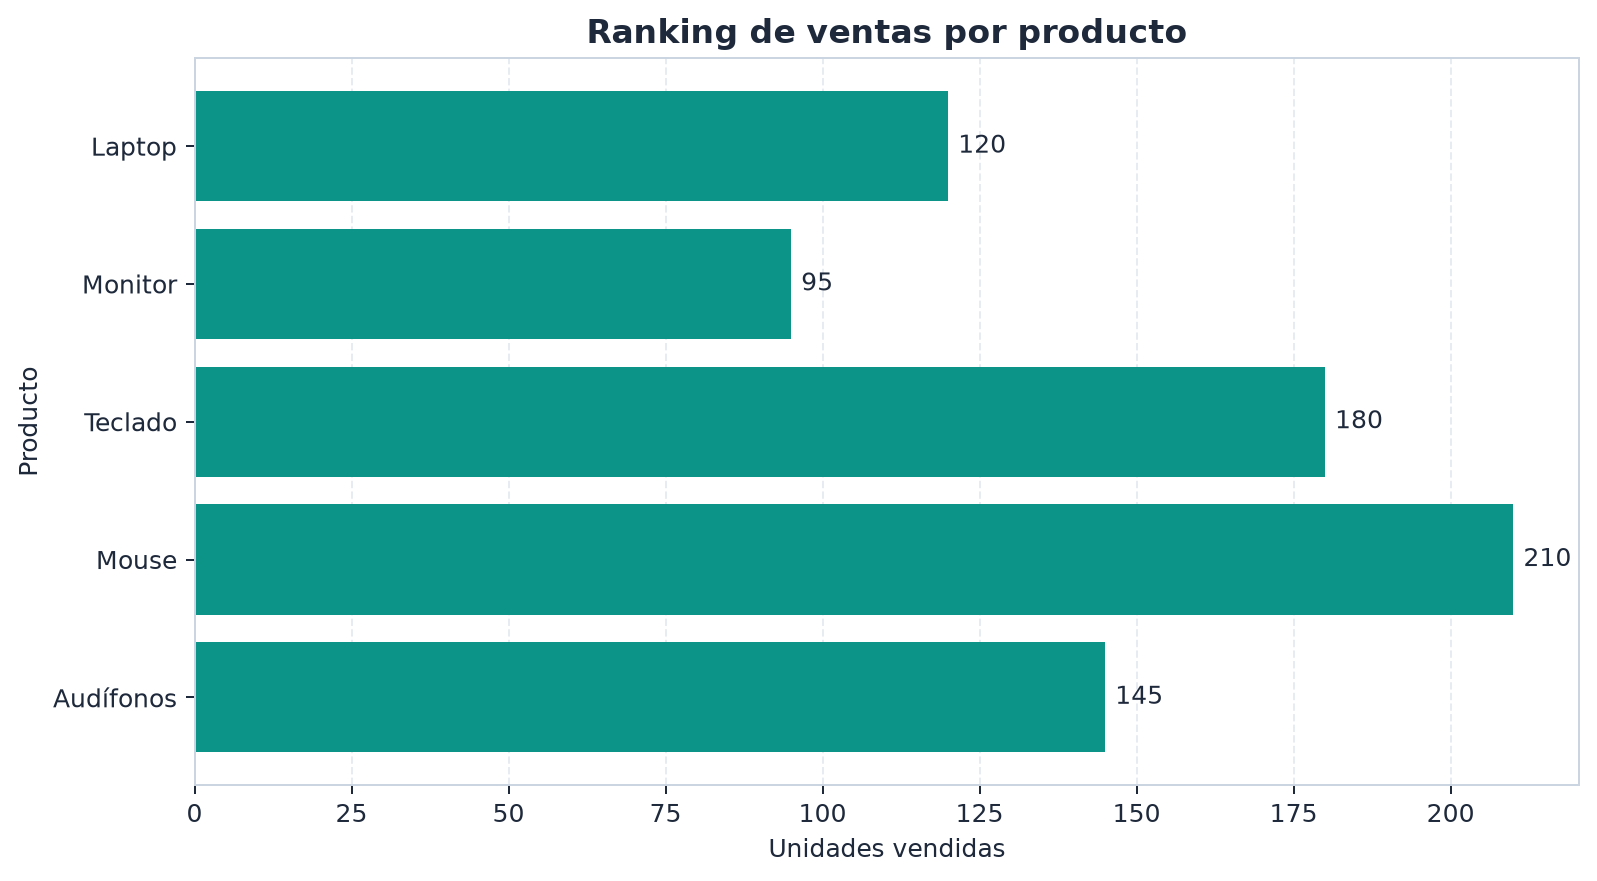 Ranking de ventas por producto
Producto
Laptop
120
Monitor
95
Teclado
180
Mouse
210
Audífonos
145
0 25 50 75 100 125 150 175 200
Unidades vendidas